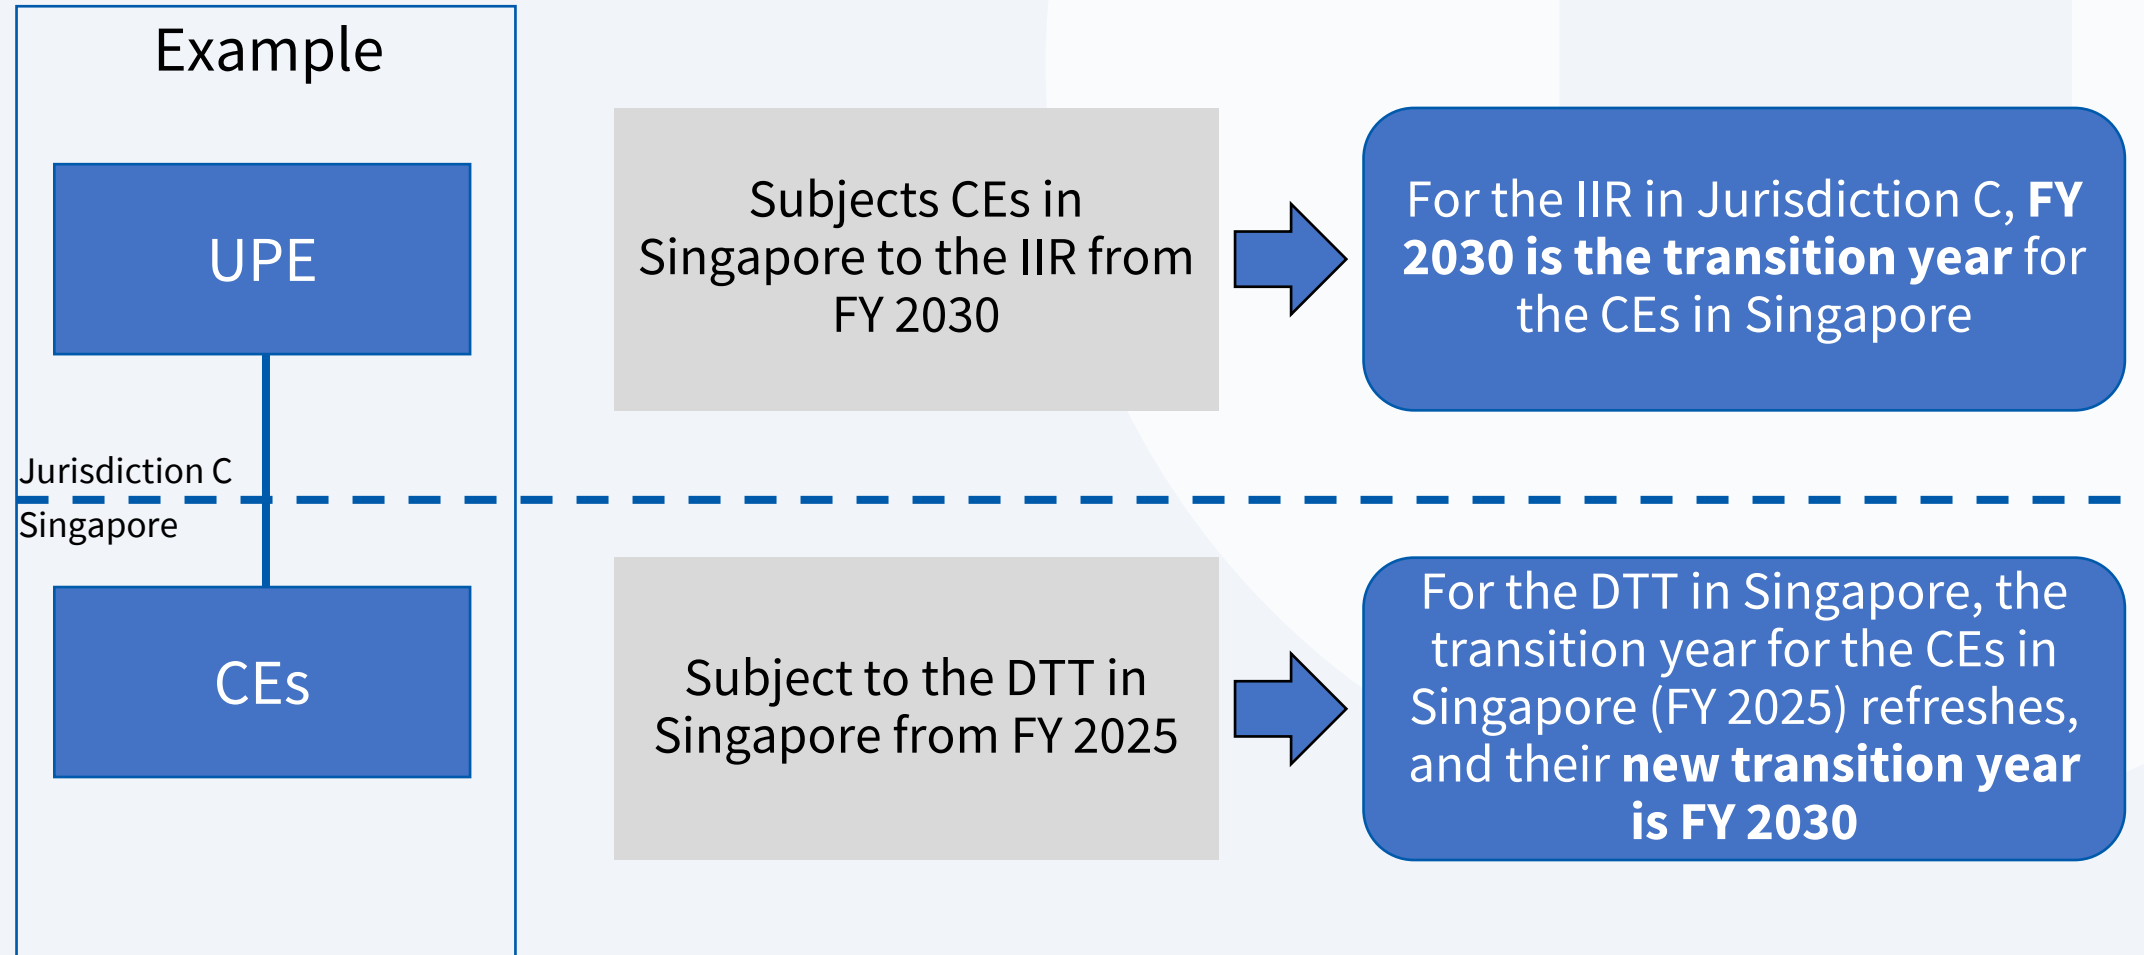 Example
UPE
Subjects CEs in
Singapore to the IIR from
FY 2030
For the IIR in Jurisdiction C, FY
2030 is the transition year for
the CEs in Singapore
Jurisdiction C
Singapore
CEs
Subject to the DTT in
Singapore from FY 2025
For the DTT in Singapore, the
transition year for the CEs in
Singapore (FY 2025) refreshes,
and their new transition year
is FY 2030